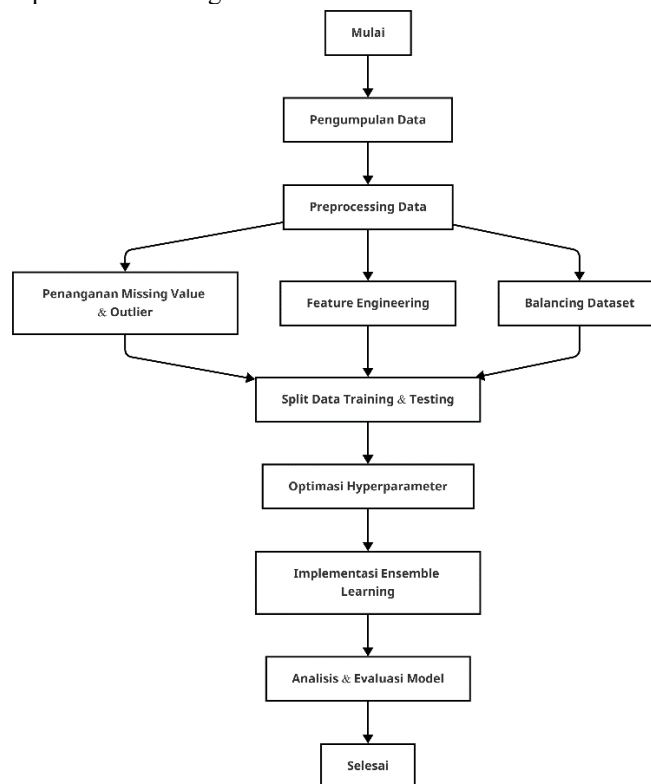 Mulai
Pengumpulan Data
Preprocessing Data
Penanganan Missing Value
& Outlier
Feature Engineering
Balancing Dataset
Split Data Training & Testing
Optimasi Hyperparameter
Implementasi Ensemble
Learning
Analisis & Evaluasi Model
Selesai